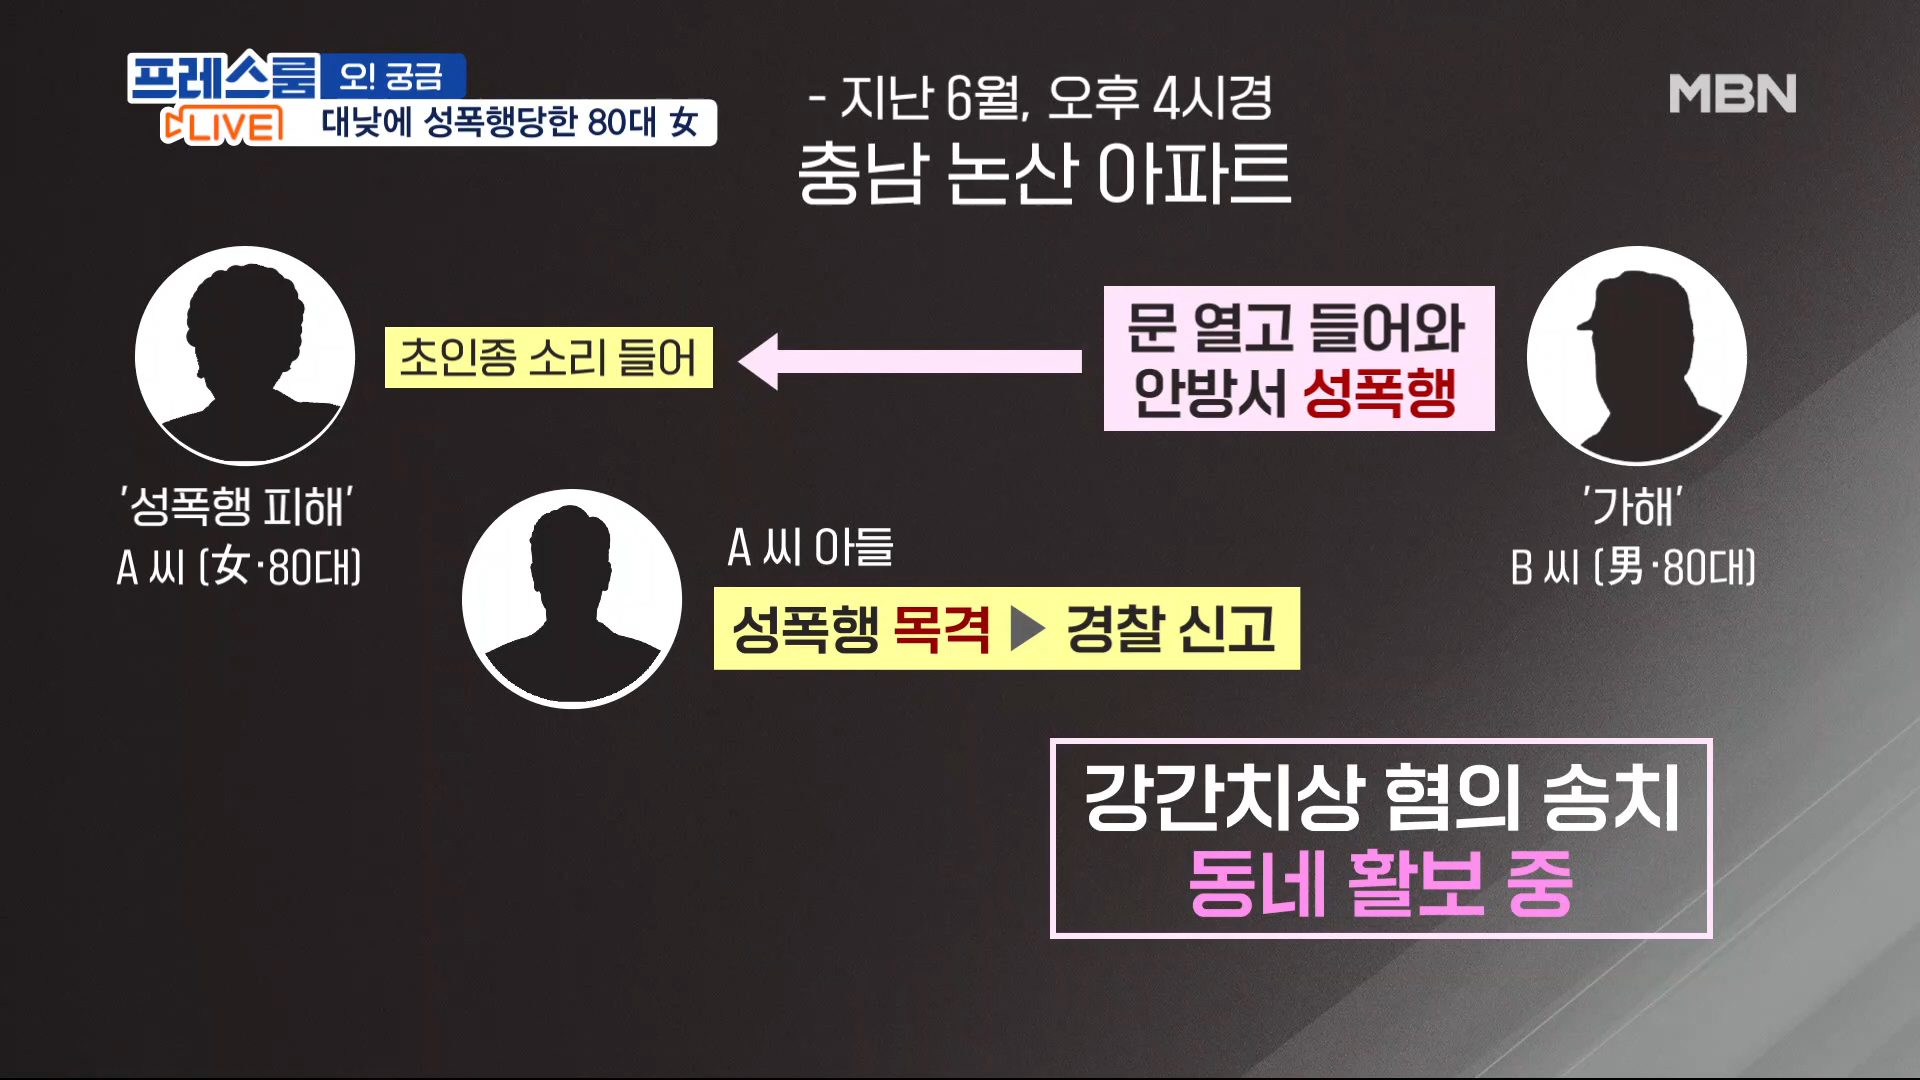 프레스룸 오! 궁금
LIVE! 대낮에 성폭행당한 80대 女
MBN
- 지난 6월, 오후 4시경
충남 논산 아파트
초인종 소리 들어
문 열고 들어와
안방서 성폭행
'성폭행 피해'
A 씨 (女·80대)
'가해'
B 씨 (男·80대)
A 씨 아들
성폭행 목격 ▶ 경찰 신고
강간치상 혐의 송치
동네 활보 중